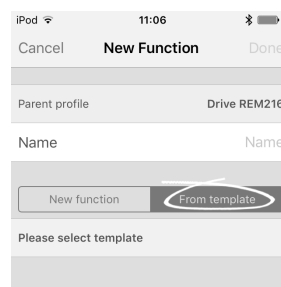 iPod 11:06
Cancel New Function Done
Parent profile Drive REM216
Name Name
New function From template
Please select template